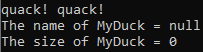 quack! quack!
The name of MyDuck = null
The size of MyDuck = 0